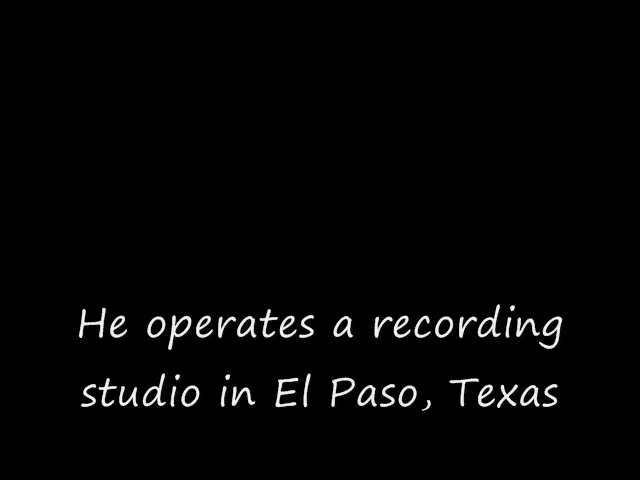 He operates a recording
studio in El Paso, Texas